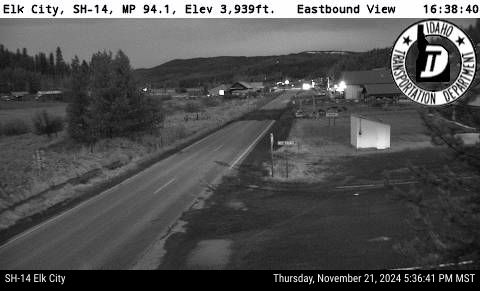 Elk City, SH-14, MP 94.1, Elev 3,939ft. Eastbound View 16:38:40
IDAHO
TRANSPORTATION DEPARTMENT
SH-14 Elk City Thursday, November 21, 2024 5:36:41 PM MST